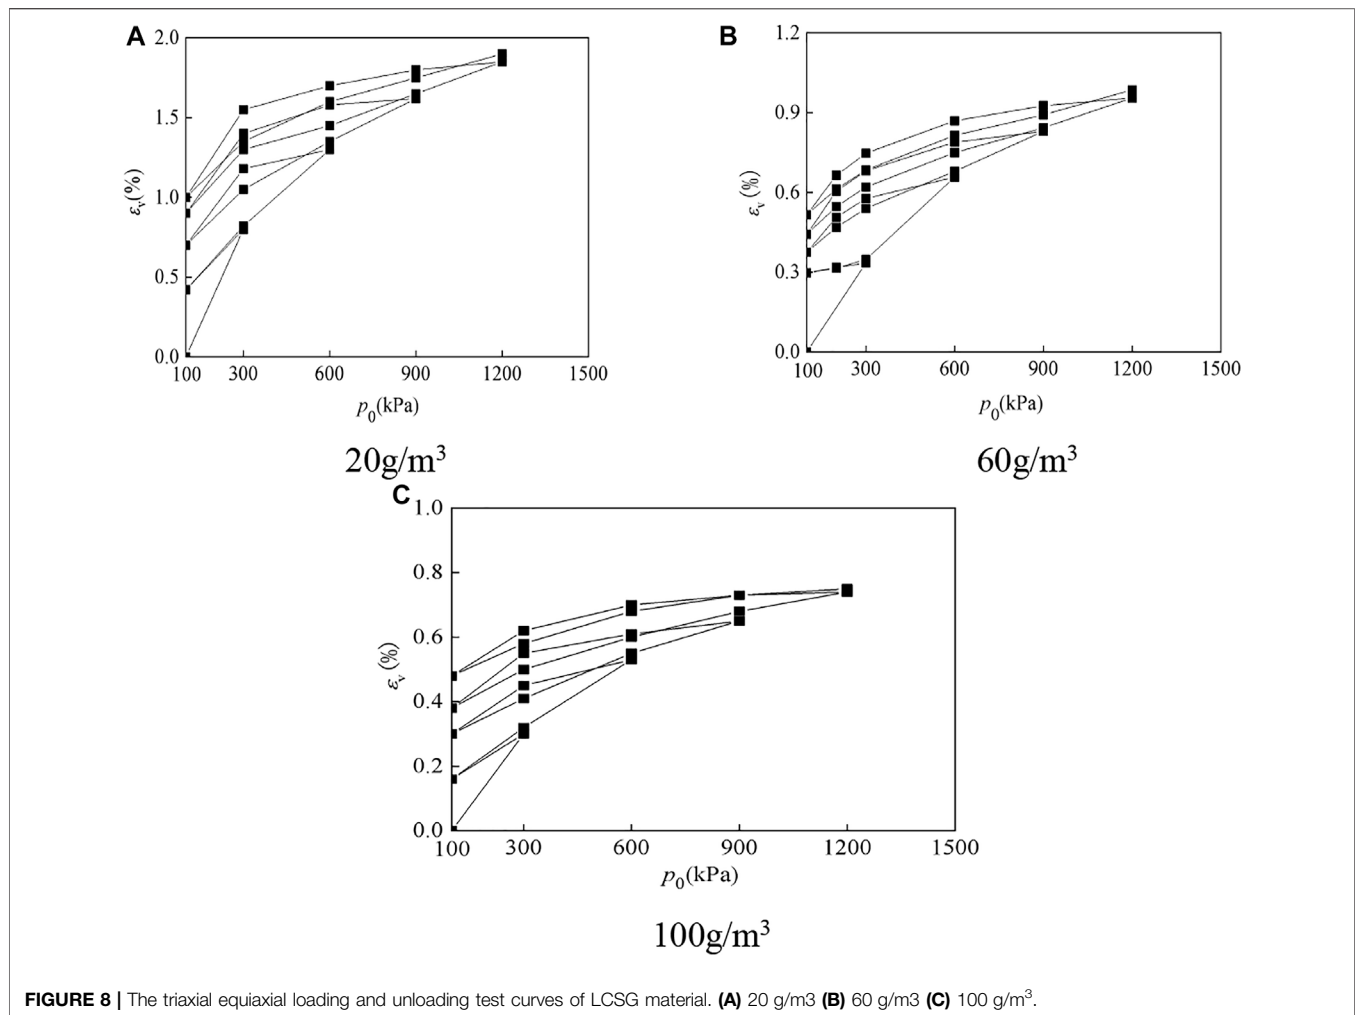 A
2.0
1.5
1.0
0.5
0.0
εv(%)
100 300 600 900 1200 1500
p0(kPa)
20g/m³
B
1.2
0.9
0.6
0.3
0.0
εv(%)
100 300 600 900 1200 1500
p0(kPa)
60g/m³
C
1.0
0.8
0.6
0.4
0.2
0.0
εv(%)
100 300 600 900 1200 1500
p0(kPa)
100g/m³
FIGURE 8 | The triaxial equiaxial loading and unloading test curves of LCSG material. (A) 20 g/m3 (B) 60 g/m3 (C) 100 g/m³.